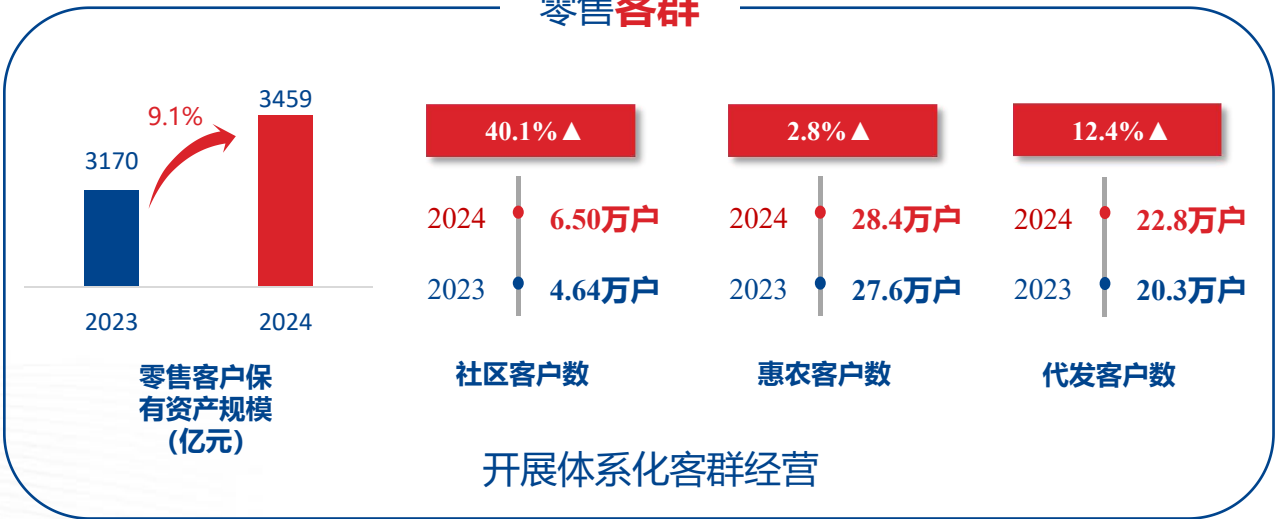 零售客群
9.1%
3459
3170
2023
2024
零售客户保
有资产规模
(亿元)
40.1%▲
2024
6.50万户
2023
4.64万户
社区客户数
2.8%▲
2024
28.4万户
2023
27.6万户
惠农客户数
12.4%▲
2024
22.8万户
2023
20.3万户
代发客户数
开展体系化客群经营